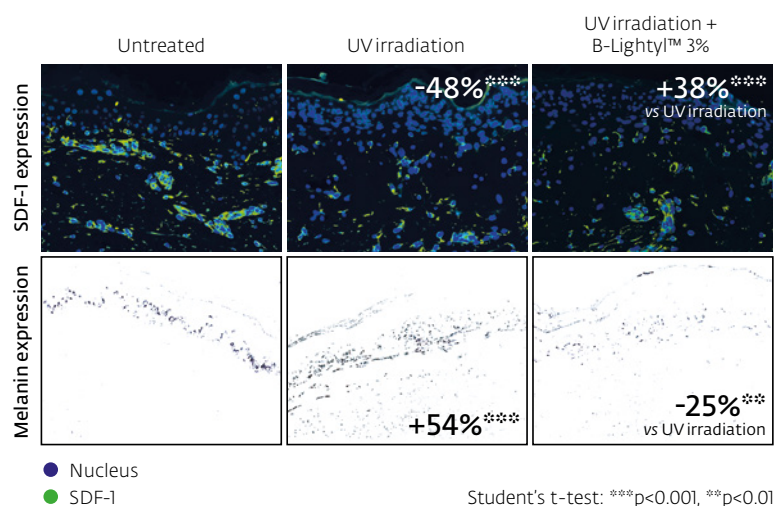 Untreated
UV irradiation
UV irradiation +
B-Lightyl™ 3%
SDF-1 expression
-48%***
+38%***
vs UV irradiation
Melanin expression
+54%***
-25%**
vs UV irradiation
Nucleus
SDF-1
Student's t-test: ***p<0.001, **p<0.01